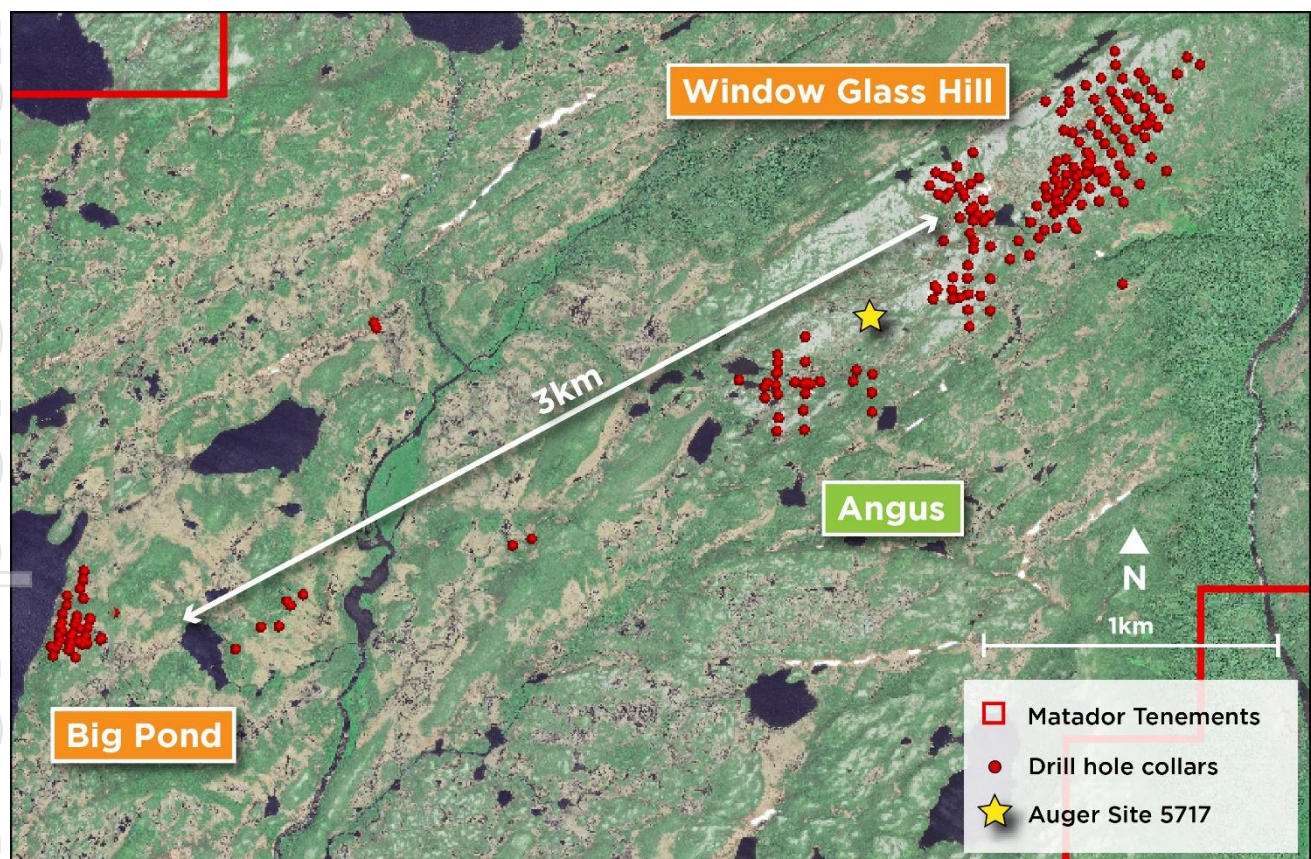 Window Glass Hill
3km
Angus
N
1km
Big Pond
Matador Tenements
Drill hole collars
Auger Site 5717